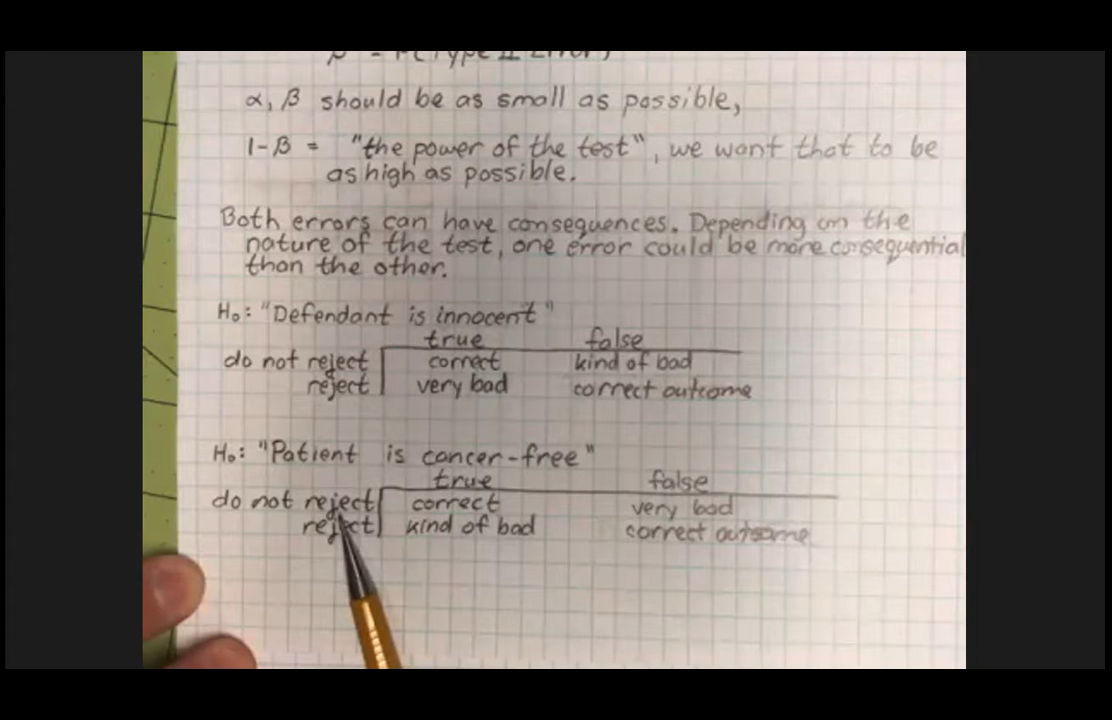 α, β should be as small as possible,
1-β = "the power of the test", we want that to be
as high as possible.
Both errors can have consequences. Depending on the
nature of the test, one error could be more consequential
than the other.
H₀: "Defendant is innocent"
true false
do not reject correct kind of bad
reject very bad correct outcome
H₀: "Patient is cancer-free"
true false
do not reject correct very bad
reject kind of bad correct outcome